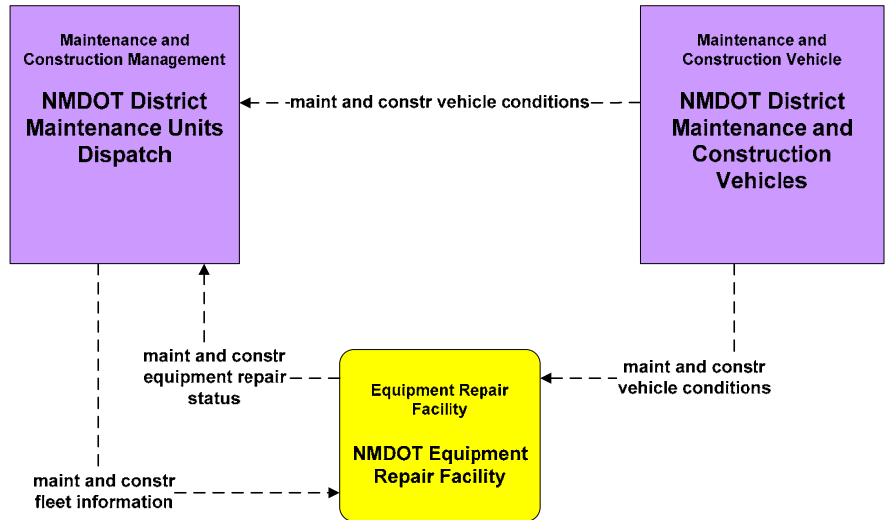 Maintenance and
Construction Management
NMDOT District
Maintenance Units
Dispatch
maint and constr vehicle conditions
Maintenance and
Construction Vehicle
NMDOT District
Maintenance and
Construction
Vehicles
maint and constr
equipment repair
status
Equipment Repair
Facility
NMDOT Equipment
Repair Facility
maint and constr
vehicle conditions
maint and constr
fleet information